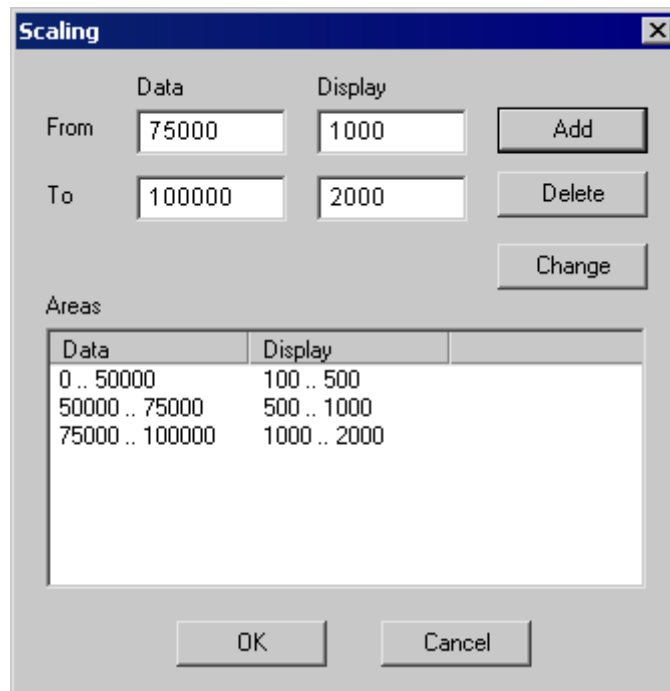 Scaling
Data Display
From 75000 1000 Add
To 100000 2000 Delete
Change
Areas
Data Display
0 .. 50000 100 .. 500
50000 .. 75000 500 .. 1000
75000 .. 100000 1000 .. 2000
OK Cancel